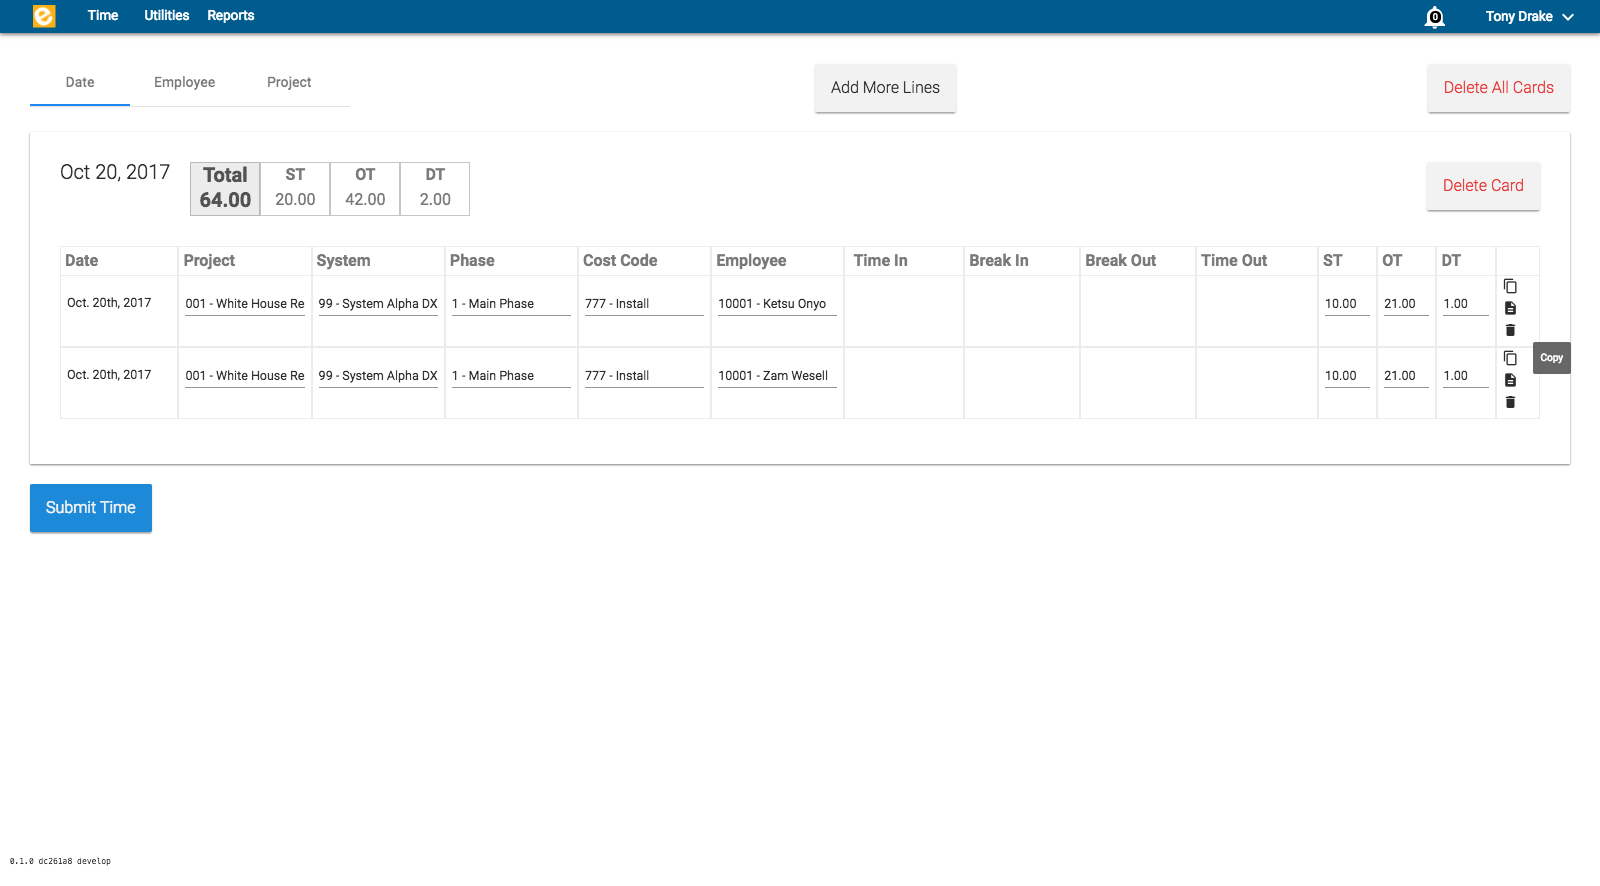 Time Utilities Reports 0 Tony Drake
Date Employee Project Add More Lines Delete All Cards
Oct 20, 2017 Total ST OT DT Delete Card
64.00 20.00 42.00 2.00
Date Project System Phase Cost Code Employee Time In Break In Break Out Time Out ST OT DT
Oct. 20th, 2017 001 - White House Re 99 - System Alpha DX 1 - Main Phase 777 - Install 10001 - Ketsu Onyo 10.00 21.00 1.00
Oct. 20th, 2017 001 - White House Re 99 - System Alpha DX 1 - Main Phase 777 - Install 10001 - Zam Wesell 10.00 21.00 1.00 Copy
Submit Time
0.1.0 dc261a8 develop